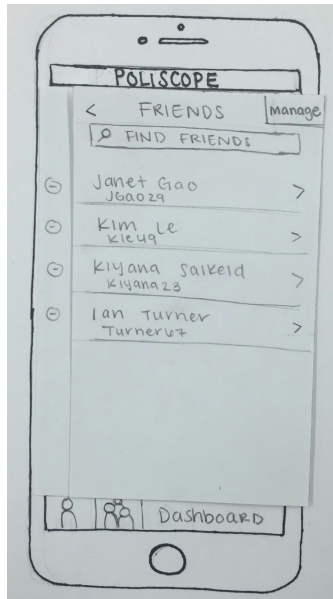 POLISCOPE
< FRIENDS Manage
FIND FRIENDS
Janet Gao >
JGao29
Kim Le >
Kle49
Kiyana Salkeld >
Kiyana23
Ian Turner >
Turner67
Dashboard